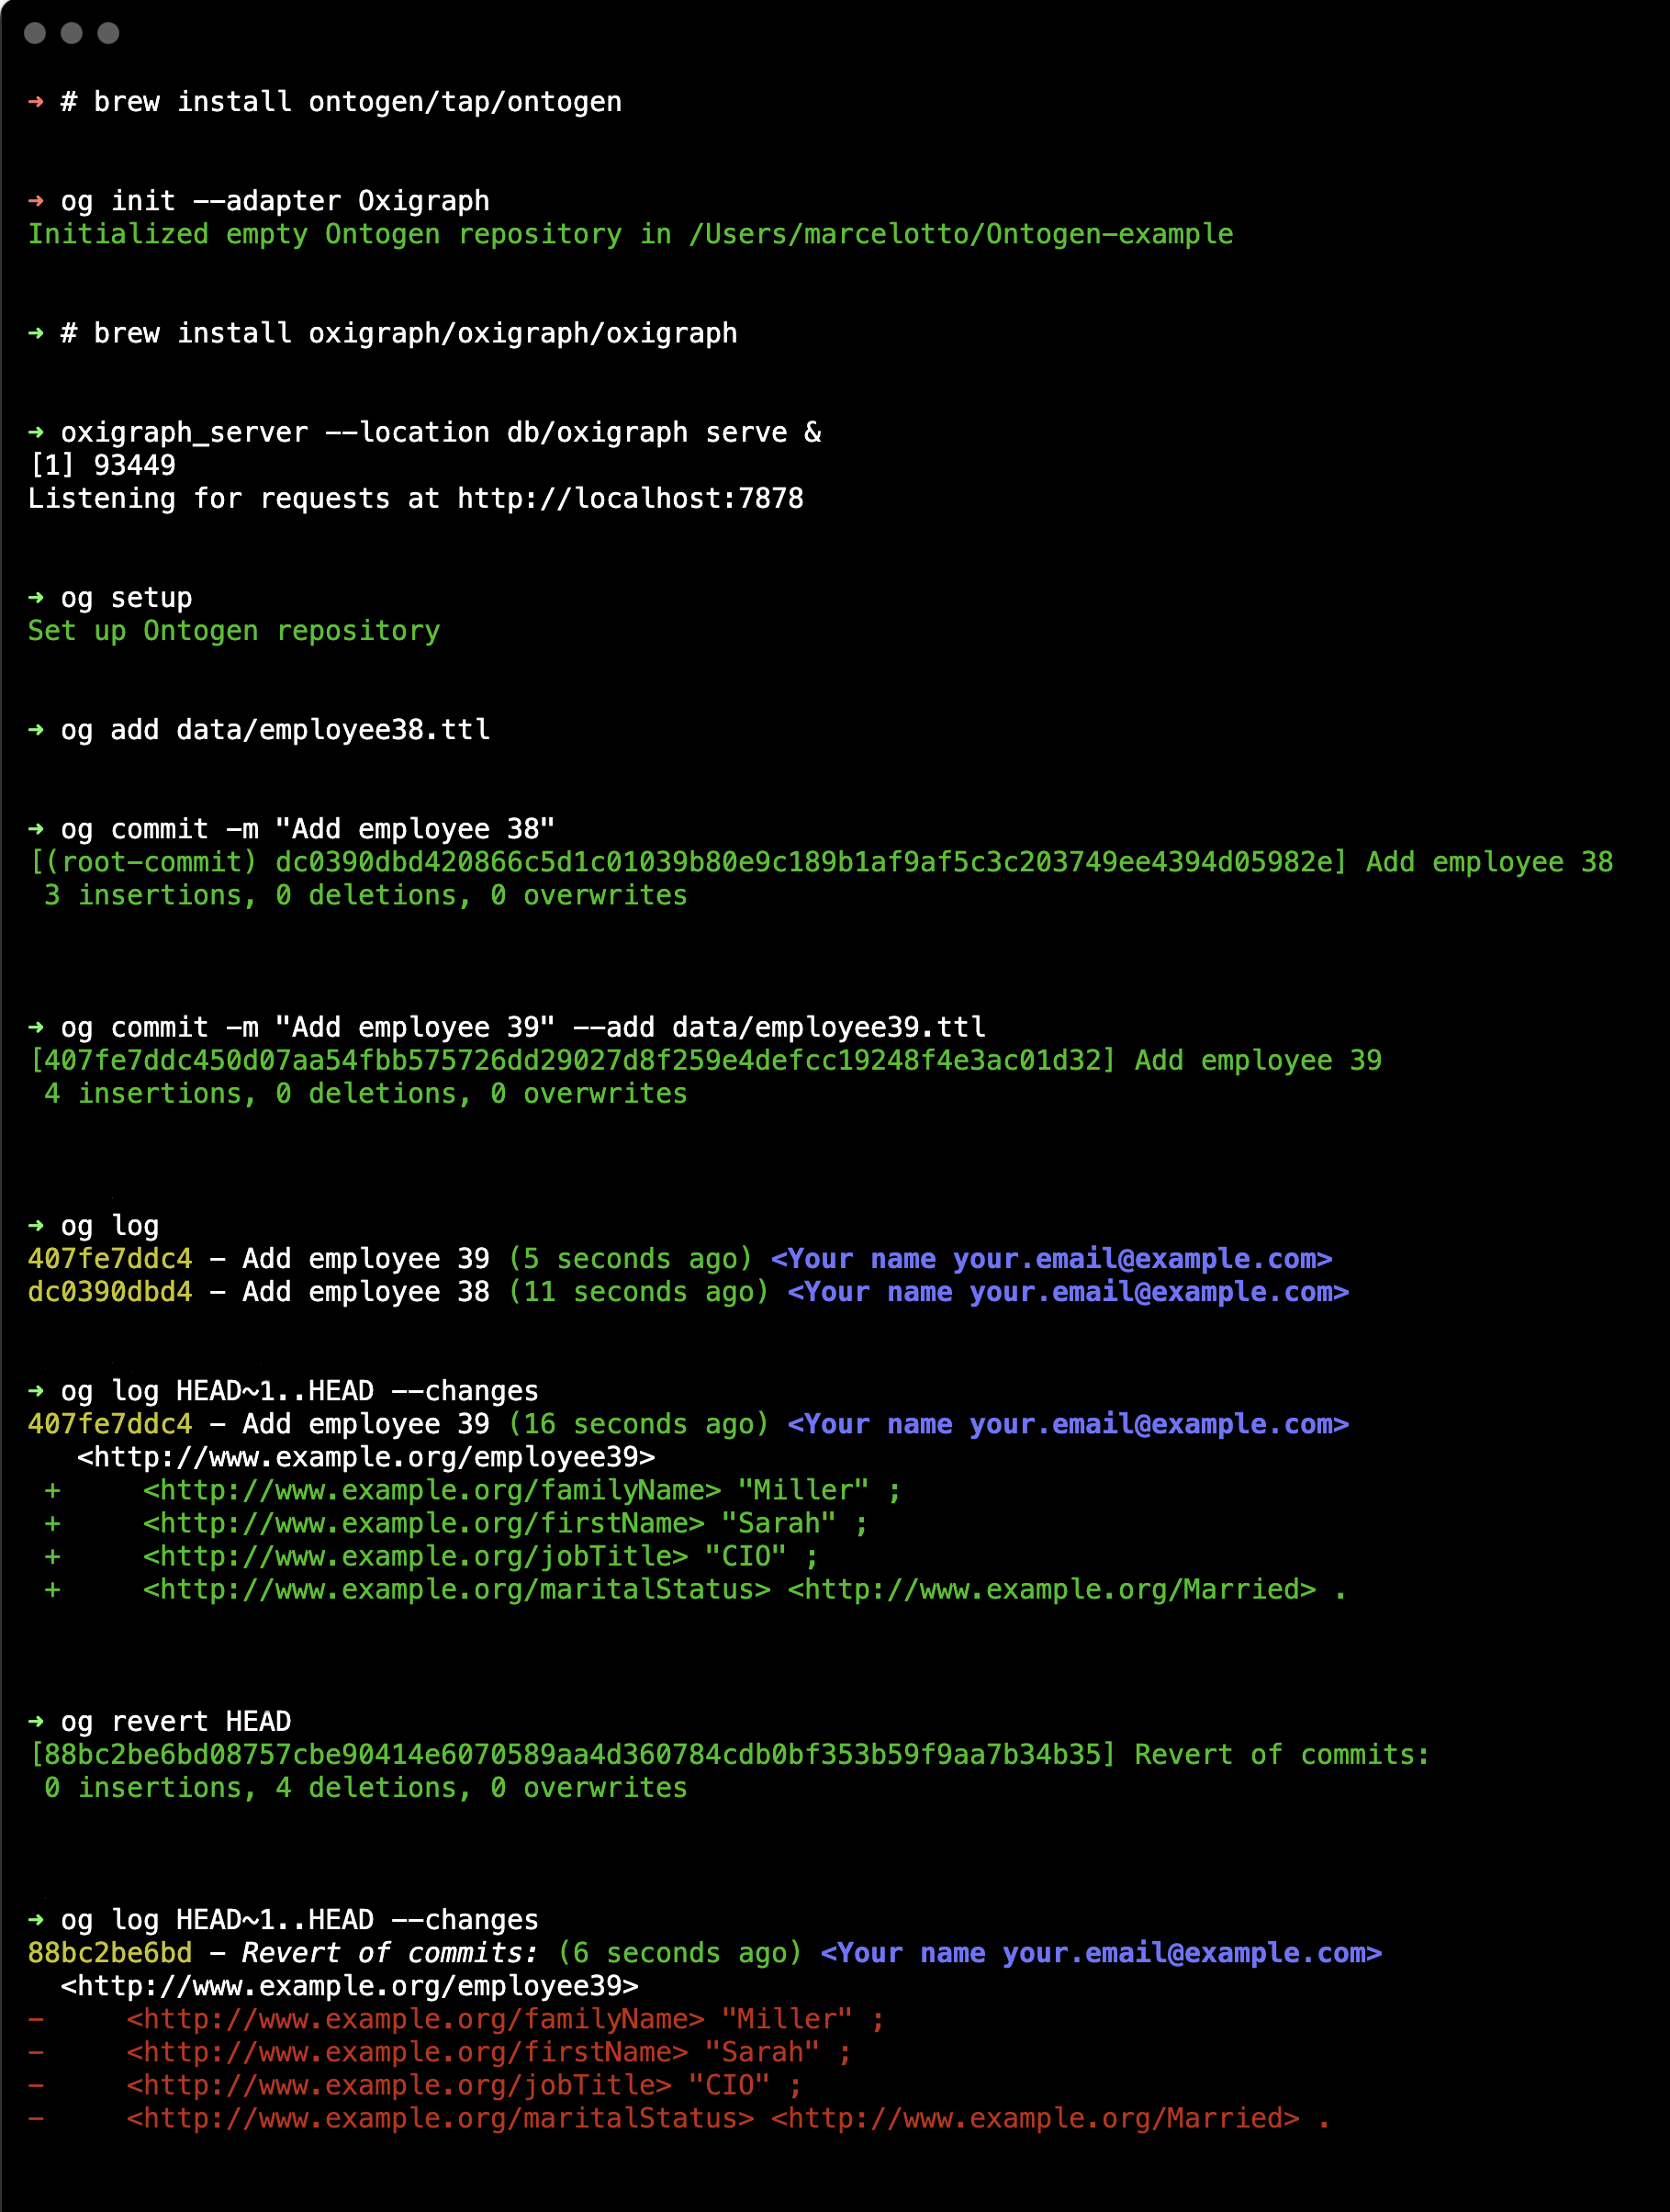 ➜ # brew install ontogen/tap/ontogen
➜ og init --adapter Oxigraph
Initialized empty Ontogen repository in /Users/marcelotto/Ontogen-example
➜ # brew install oxigraph/oxigraph/oxigraph
➜ oxigraph_server --location db/oxigraph serve &
[1] 93449
Listening for requests at http://localhost:7878
➜ og setup
Set up Ontogen repository
➜ og add data/employee38.ttl
➜ og commit -m "Add employee 38"
[(root-commit) dc0390dbd420866c5d1c01039b80e9c189b1af9af5c3c203749ee4394d05982e] Add employee 38
 3 insertions, 0 deletions, 0 overwrites
➜ og commit -m "Add employee 39" --add data/employee39.ttl
[407fe7ddc450d07aa54fbb575726dd29027d8f259e4defcc19248f4e3ac01d32] Add employee 39
 4 insertions, 0 deletions, 0 overwrites
➜ og log
407fe7ddc4 - Add employee 39 (5 seconds ago) <Your name your.email@example.com>
dc0390dbd4 - Add employee 38 (11 seconds ago) <Your name your.email@example.com>
➜ og log HEAD~1..HEAD --changes
407fe7ddc4 - Add employee 39 (16 seconds ago) <Your name your.email@example.com>
   <http://www.example.org/employee39>
 +     <http://www.example.org/familyName> "Miller" ;
 +     <http://www.example.org/firstName> "Sarah" ;
 +     <http://www.example.org/jobTitle> "CIO" ;
 +     <http://www.example.org/maritalStatus> <http://www.example.org/Married> .
➜ og revert HEAD
[88bc2be6bd08757cbe90414e6070589aa4d360784cdb0bf353b59f9aa7b34b35] Revert of commits:
 0 insertions, 4 deletions, 0 overwrites
➜ og log HEAD~1..HEAD --changes
88bc2be6bd - Revert of commits: (6 seconds ago) <Your name your.email@example.com>
  <http://www.example.org/employee39>
-     <http://www.example.org/familyName> "Miller" ;
-     <http://www.example.org/firstName> "Sarah" ;
-     <http://www.example.org/jobTitle> "CIO" ;
-     <http://www.example.org/maritalStatus> <http://www.example.org/Married> .